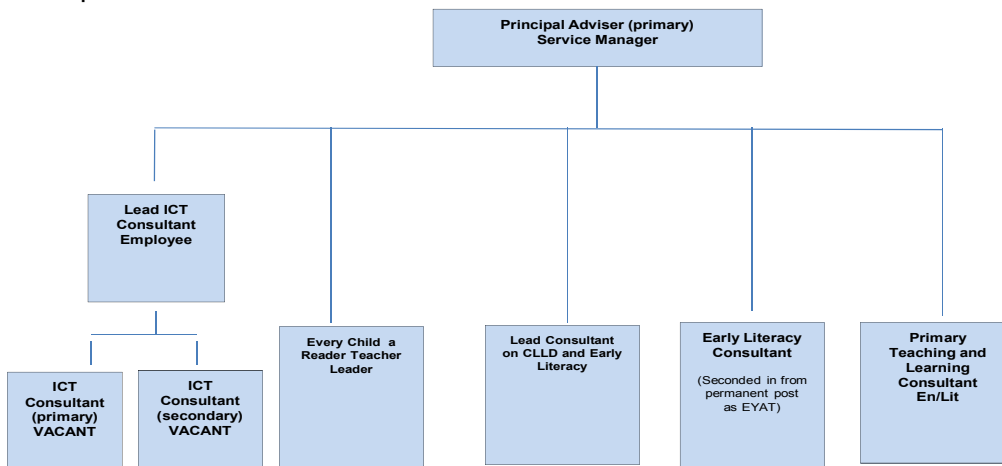 Principal Adviser (primary)
Service Manager
Lead ICT
Consultant
Employee
Every Child a
Reader Teacher
Leader
Lead Consultant
on CLLD and Early
Literacy
Early Literacy
Consultant
(Seconded in from
permanent post
as EYAT)
Primary
Teaching and
Learning
Consultant
En/Lit
ICT
Consultant
(primary)
VACANT
ICT
Consultant
(secondary)
VACANT